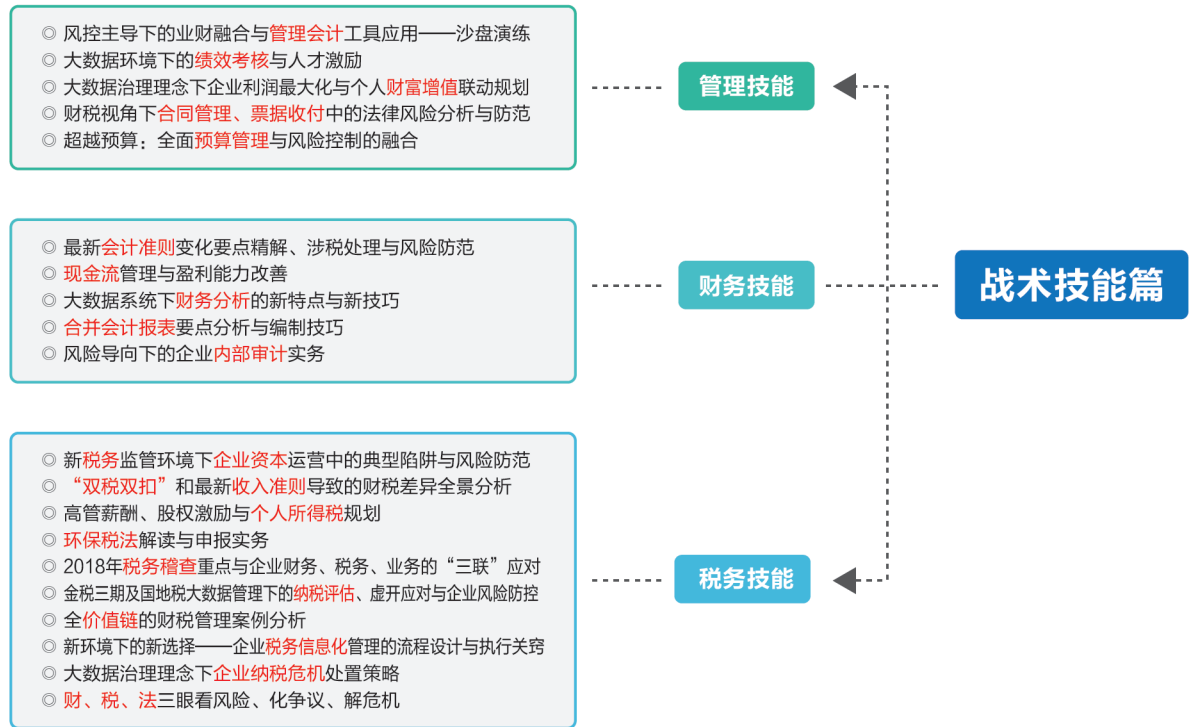 ◎ 风控主导下的业财融合与管理会计工具应用——沙盘演练
◎ 大数据环境下的绩效考核与人才激励
◎ 大数据治理理念下企业利润最大化与个人财富增值联动规划
◎ 财税视角下合同管理、票据收付中的法律风险分析与防范
◎ 超越预算：全面预算管理与风险控制的融合
管理技能
◎ 最新会计准则变化要点精解、涉税处理与风险防范
◎ 现金流管理与盈利能力改善
◎ 大数据系统下财务分析的新特点与新技巧
◎ 合并会计报表要点分析与编制技巧
◎ 风险导向下的企业内部审计实务
财务技能
战术技能篇
◎ 新税务监管环境下企业资本运营中的典型陷阱与风险防范
◎ “双税双扣”和最新收入准则导致的财税差异全景分析
◎ 高管薪酬、股权激励与个人所得税规划
◎ 环保税法解读与申报实务
◎ 2018年税务稽查重点与企业财务、税务、业务的“三联”应对
◎ 金税三期及国地税大数据管理下的纳税评估、虚开应对与企业风险防控
◎ 全价值链的财税管理案例分析
◎ 新环境下的新选择——企业税务信息化管理的流程设计与执行关窍
◎ 大数据治理理念下企业纳税危机处置策略
◎ 财、税、法三眼看风险、化争议、解危机
税务技能